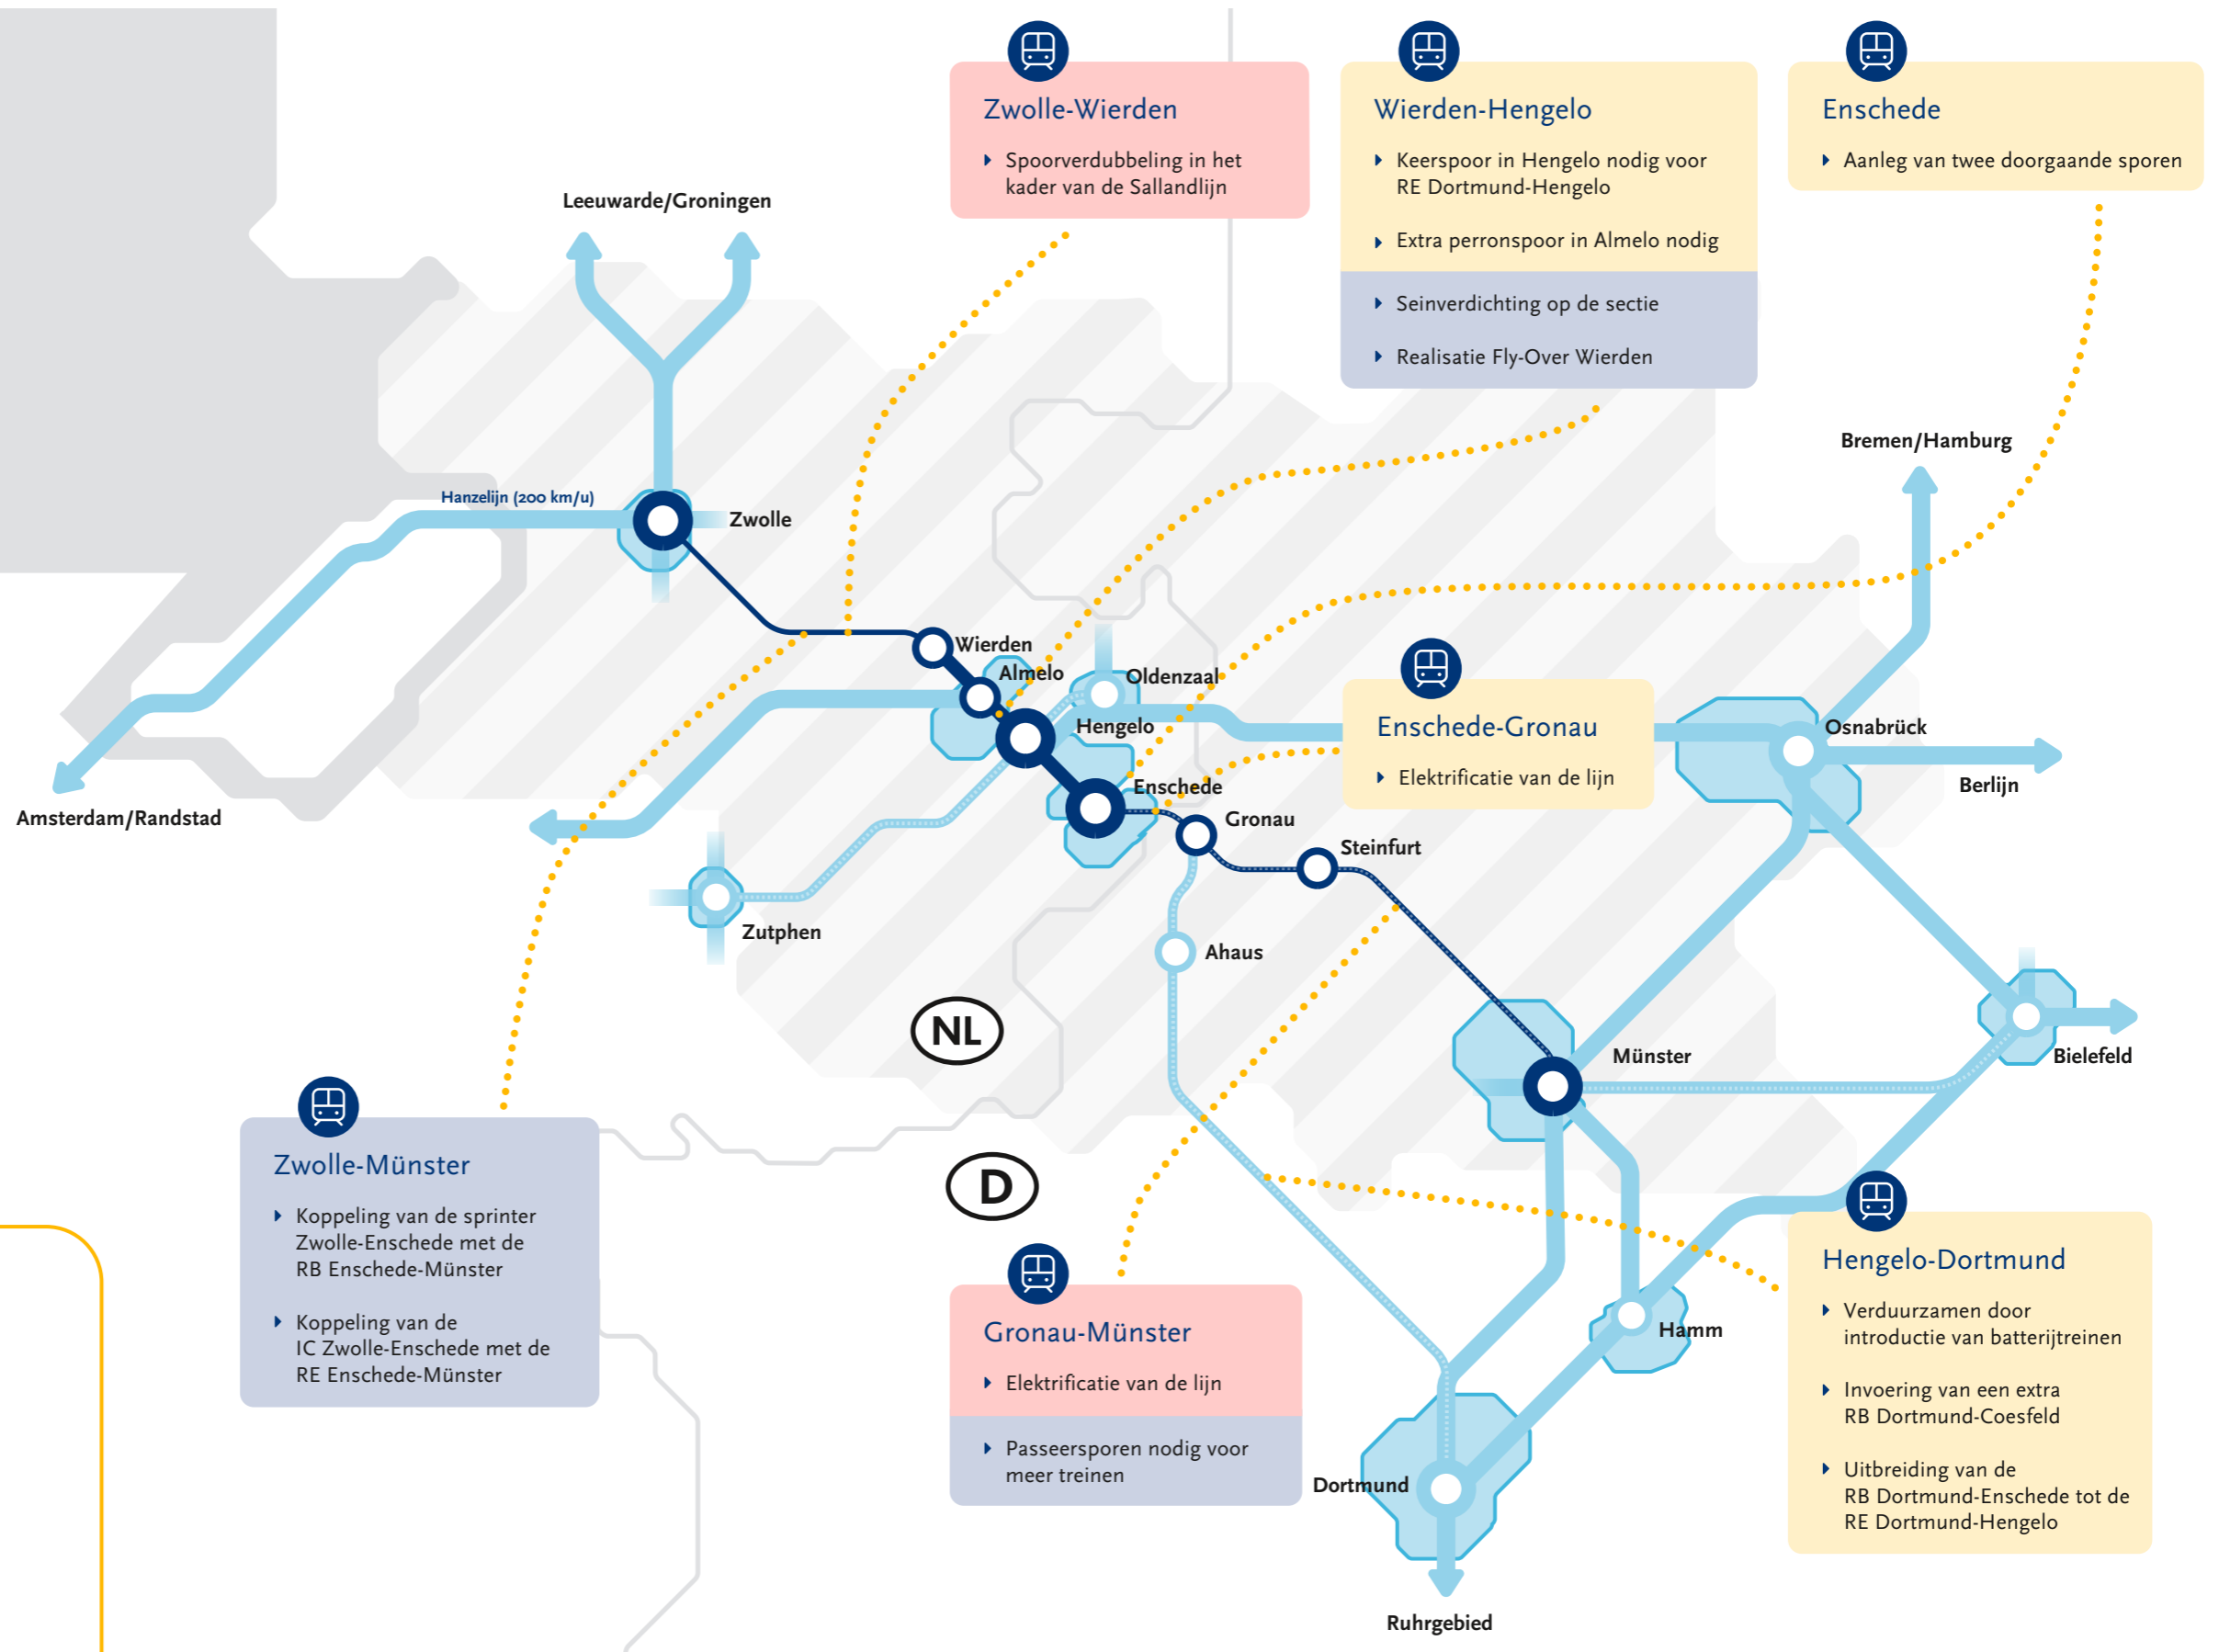 Zwolle-Wierden
Spoorverdubbeling in het
kader van de Sallandlijn
Wierden-Hengelo
Keerspoor in Hengelo nodig voor
RE Dortmund-Hengelo
Extra perronspoor in Almelo nodig
Seinverdichting op de sectie
Realisatie Fly-Over Wierden
Enschede
Aanleg van twee doorgaande sporen
Leeuwarde/Groningen
Bremen/Hamburg
Hanzelijn (200 km/u)
Zwolle
Wierden
Almelo
Oldenzaal
Hengelo
Enschede-Gronau
Elektrificatie van de lijn
Osnabrück
Berlijn
Enschede
Amsterdam/Randstad
Gronau
Steinfurt
Zutphen
Ahaus
NL
Münster
Bielefeld
D
Zwolle-Münster
Koppeling van de sprinter
Zwolle-Enschede met de
RB Enschede-Münster
Koppeling van de
IC Zwolle-Enschede met de
RE Enschede-Münster
Gronau-Münster
Elektrificatie van de lijn
Passeersporen nodig voor
meer treinen
Hengelo-Dortmund
Verduurzamen door
introductie van batterijtreinen
Invoering van een extra
RB Dortmund-Coesfeld
Uitbreiding van de
RB Dortmund-Enschede tot de
RE Dortmund-Hengelo
Hamm
Dortmund
Ruhrgebied